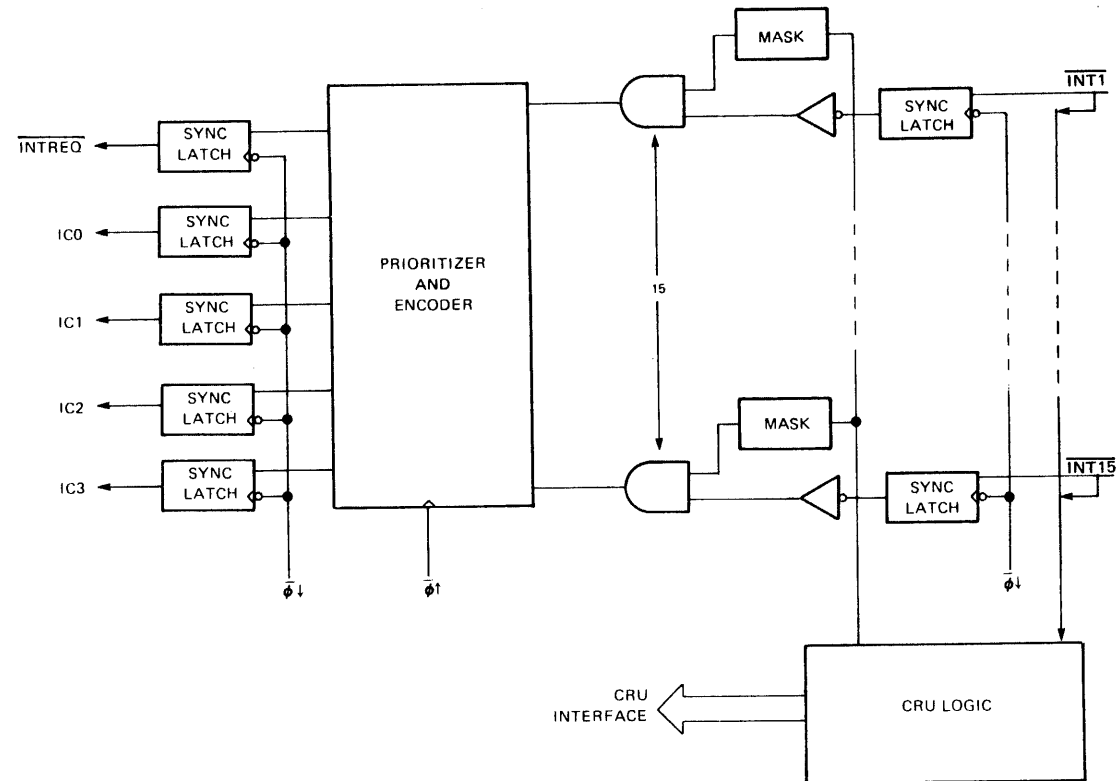 MASK
INT1
SYNC
LATCH
SYNC
LATCH
INTREQ
SYNC
LATCH
IC0
PRIORITIZER
AND
ENCODER
15
SYNC
LATCH
IC1
SYNC
LATCH
IC2
MASK
SYNC
LATCH
IC3
INT15
SYNC
LATCH
φ̅↓
φ̅↑
φ̅↓
CRU
INTERFACE
CRU LOGIC